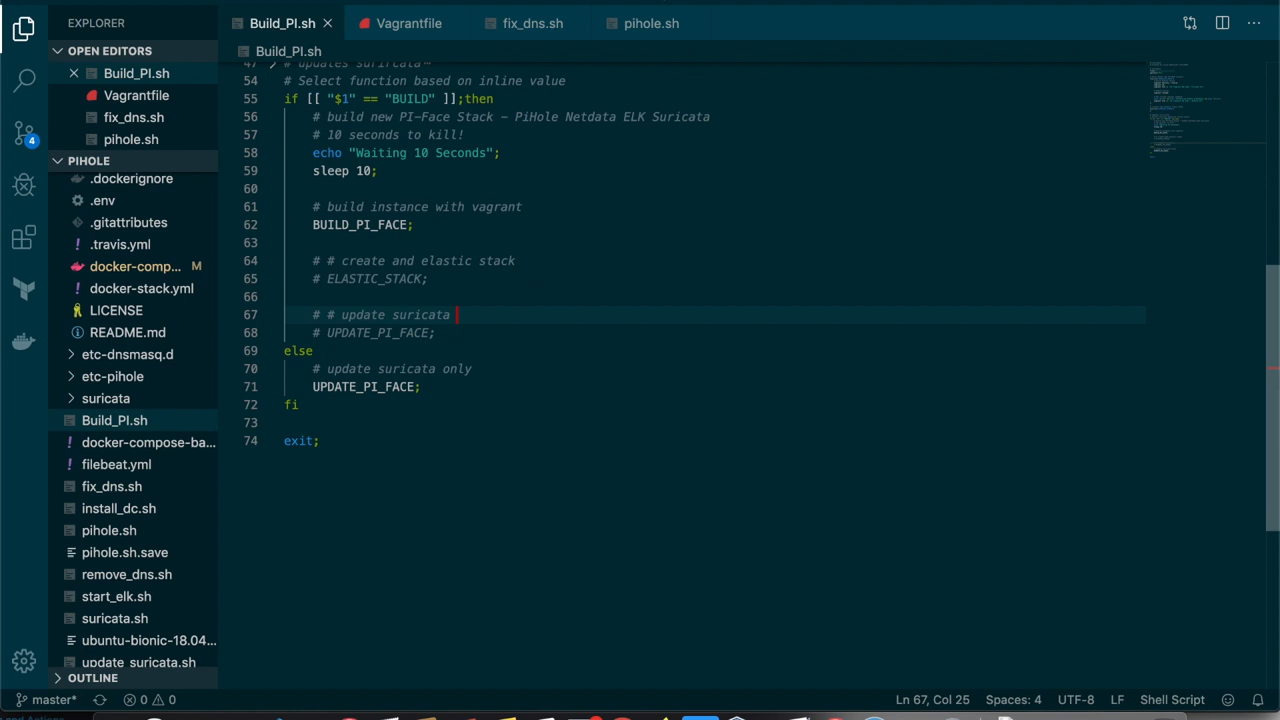 EXPLORER
OPEN EDITORS
Build_PI.sh
Vagrantfile
fix_dns.sh
pihole.sh
4
PIHOLE
.dockerignore
.env
.gitattributes
.travis.yml
docker-comp... M
docker-stack.yml
LICENSE
README.md
etc-dnsmasq.d
etc-pihole
suricata
Build_PI.sh
docker-compose-ba...
filebeat.yml
fix_dns.sh
install_dc.sh
pihole.sh
pihole.sh.save
remove_dns.sh
start_elk.sh
suricata.sh
ubuntu-bionic-18.04...
update_suricata.sh
OUTLINE
Build_PI.sh Vagrantfile fix_dns.sh pihole.sh
Build_PI.sh
47 # updates surircata
54 # Select function based on inline value
55 if [[ "$1" == "BUILD" ]];then
56 # build new PI-Face Stack – PiHole Netdata ELK Suricata
57 # 10 seconds to kill!
58 echo "Waiting 10 Seconds";
59 sleep 10;
60
61 # build instance with vagrant
62 BUILD_PI_FACE;
63
64 # # create and elastic stack
65 # ELASTIC_STACK;
66
67 # # update suricata
68 # UPDATE_PI_FACE;
69 else
70 # update suricata only
71 UPDATE_PI_FACE;
72 fi
73
74 exit;
master* 0 0 Ln 67, Col 25 Spaces: 4 UTF-8 LF Shell Script